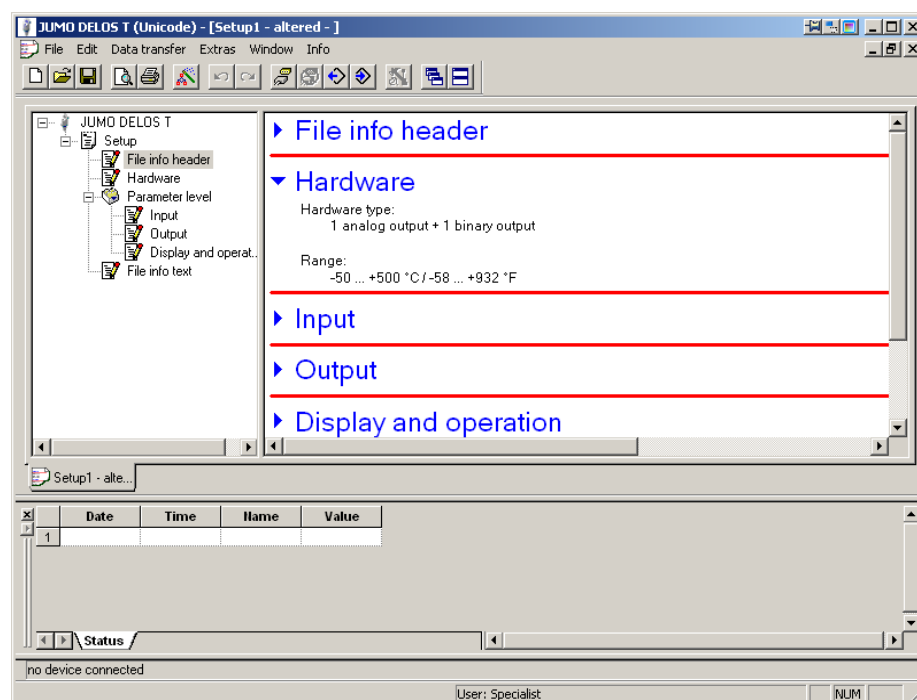 JUMO DELOS T (Unicode) - [Setup1 - altered - ]
File Edit Data transfer Extras Window Info
JUMO DELOS T
Setup
File info header
Hardware
Parameter level
Input
Output
Display and operat..
File info text
File info header
Hardware
Hardware type:
1 analog output + 1 binary output
Range:
-50 ... +500 °C / -58 ... +932 °F
Input
Output
Display and operation
Setup1 - alte...
Date Time Name Value
1
Status
no device connected
User: Specialist
NUM